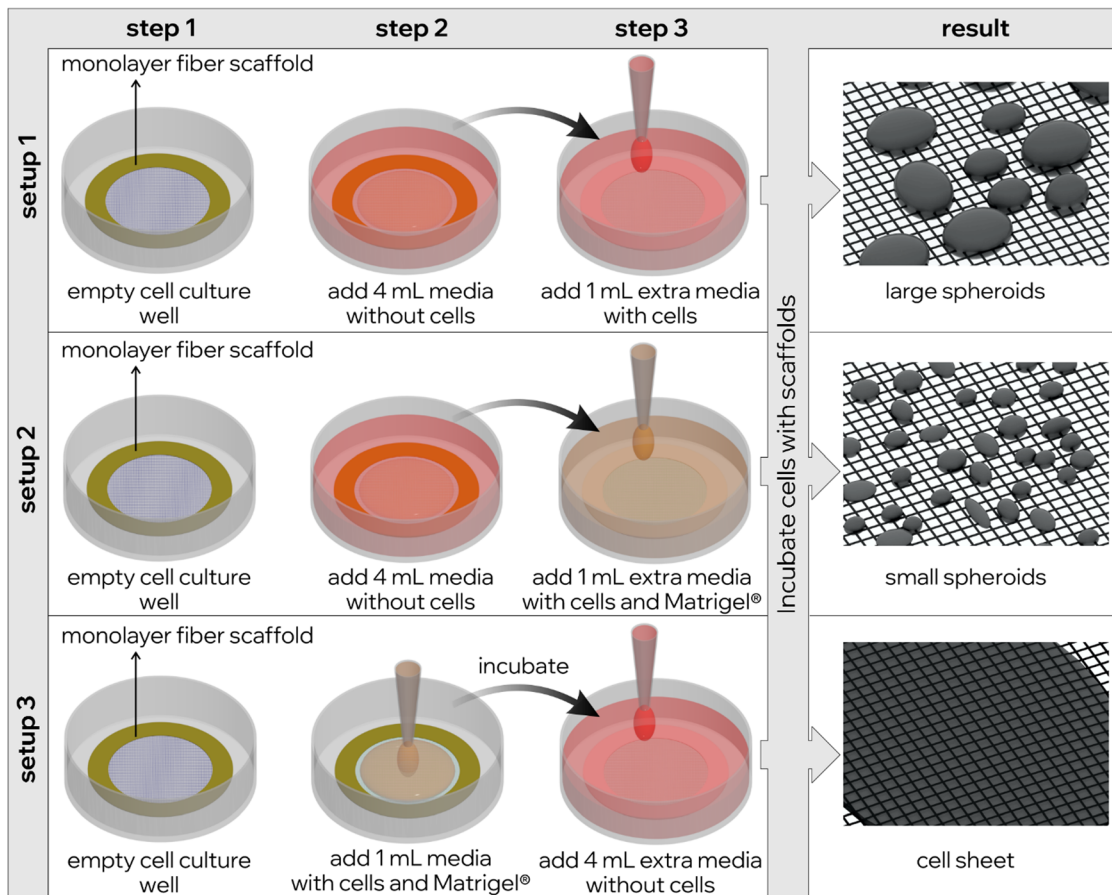 step 1
step 2
step 3
result
setup 1
monolayer fiber scaffold
empty cell culture
well
add 4 mL media
without cells
add 1 mL extra media
with cells
large spheroids
setup 2
monolayer fiber scaffold
empty cell culture
well
add 4 mL media
without cells
add 1 mL extra media
with cells and Matrigel®
Incubate cells with scaffolds
small spheroids
setup 3
monolayer fiber scaffold
incubate
empty cell culture
well
add 1 mL media
with cells and Matrigel®
add 4 mL extra media
without cells
cell sheet